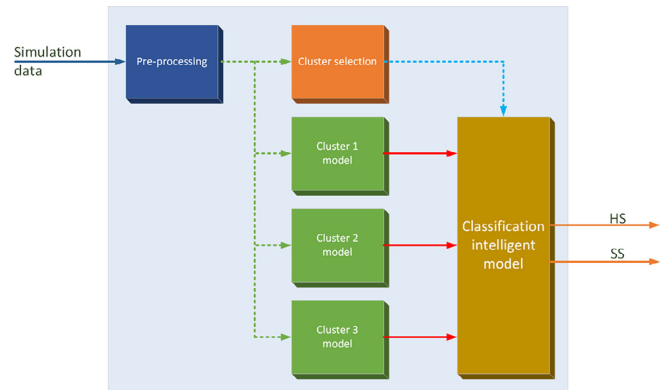 Simulation
data
Pre-processing
Cluster selection
Cluster 1
model
Cluster 2
model
Cluster 3
model
Classification
intelligent
model
HS
SS